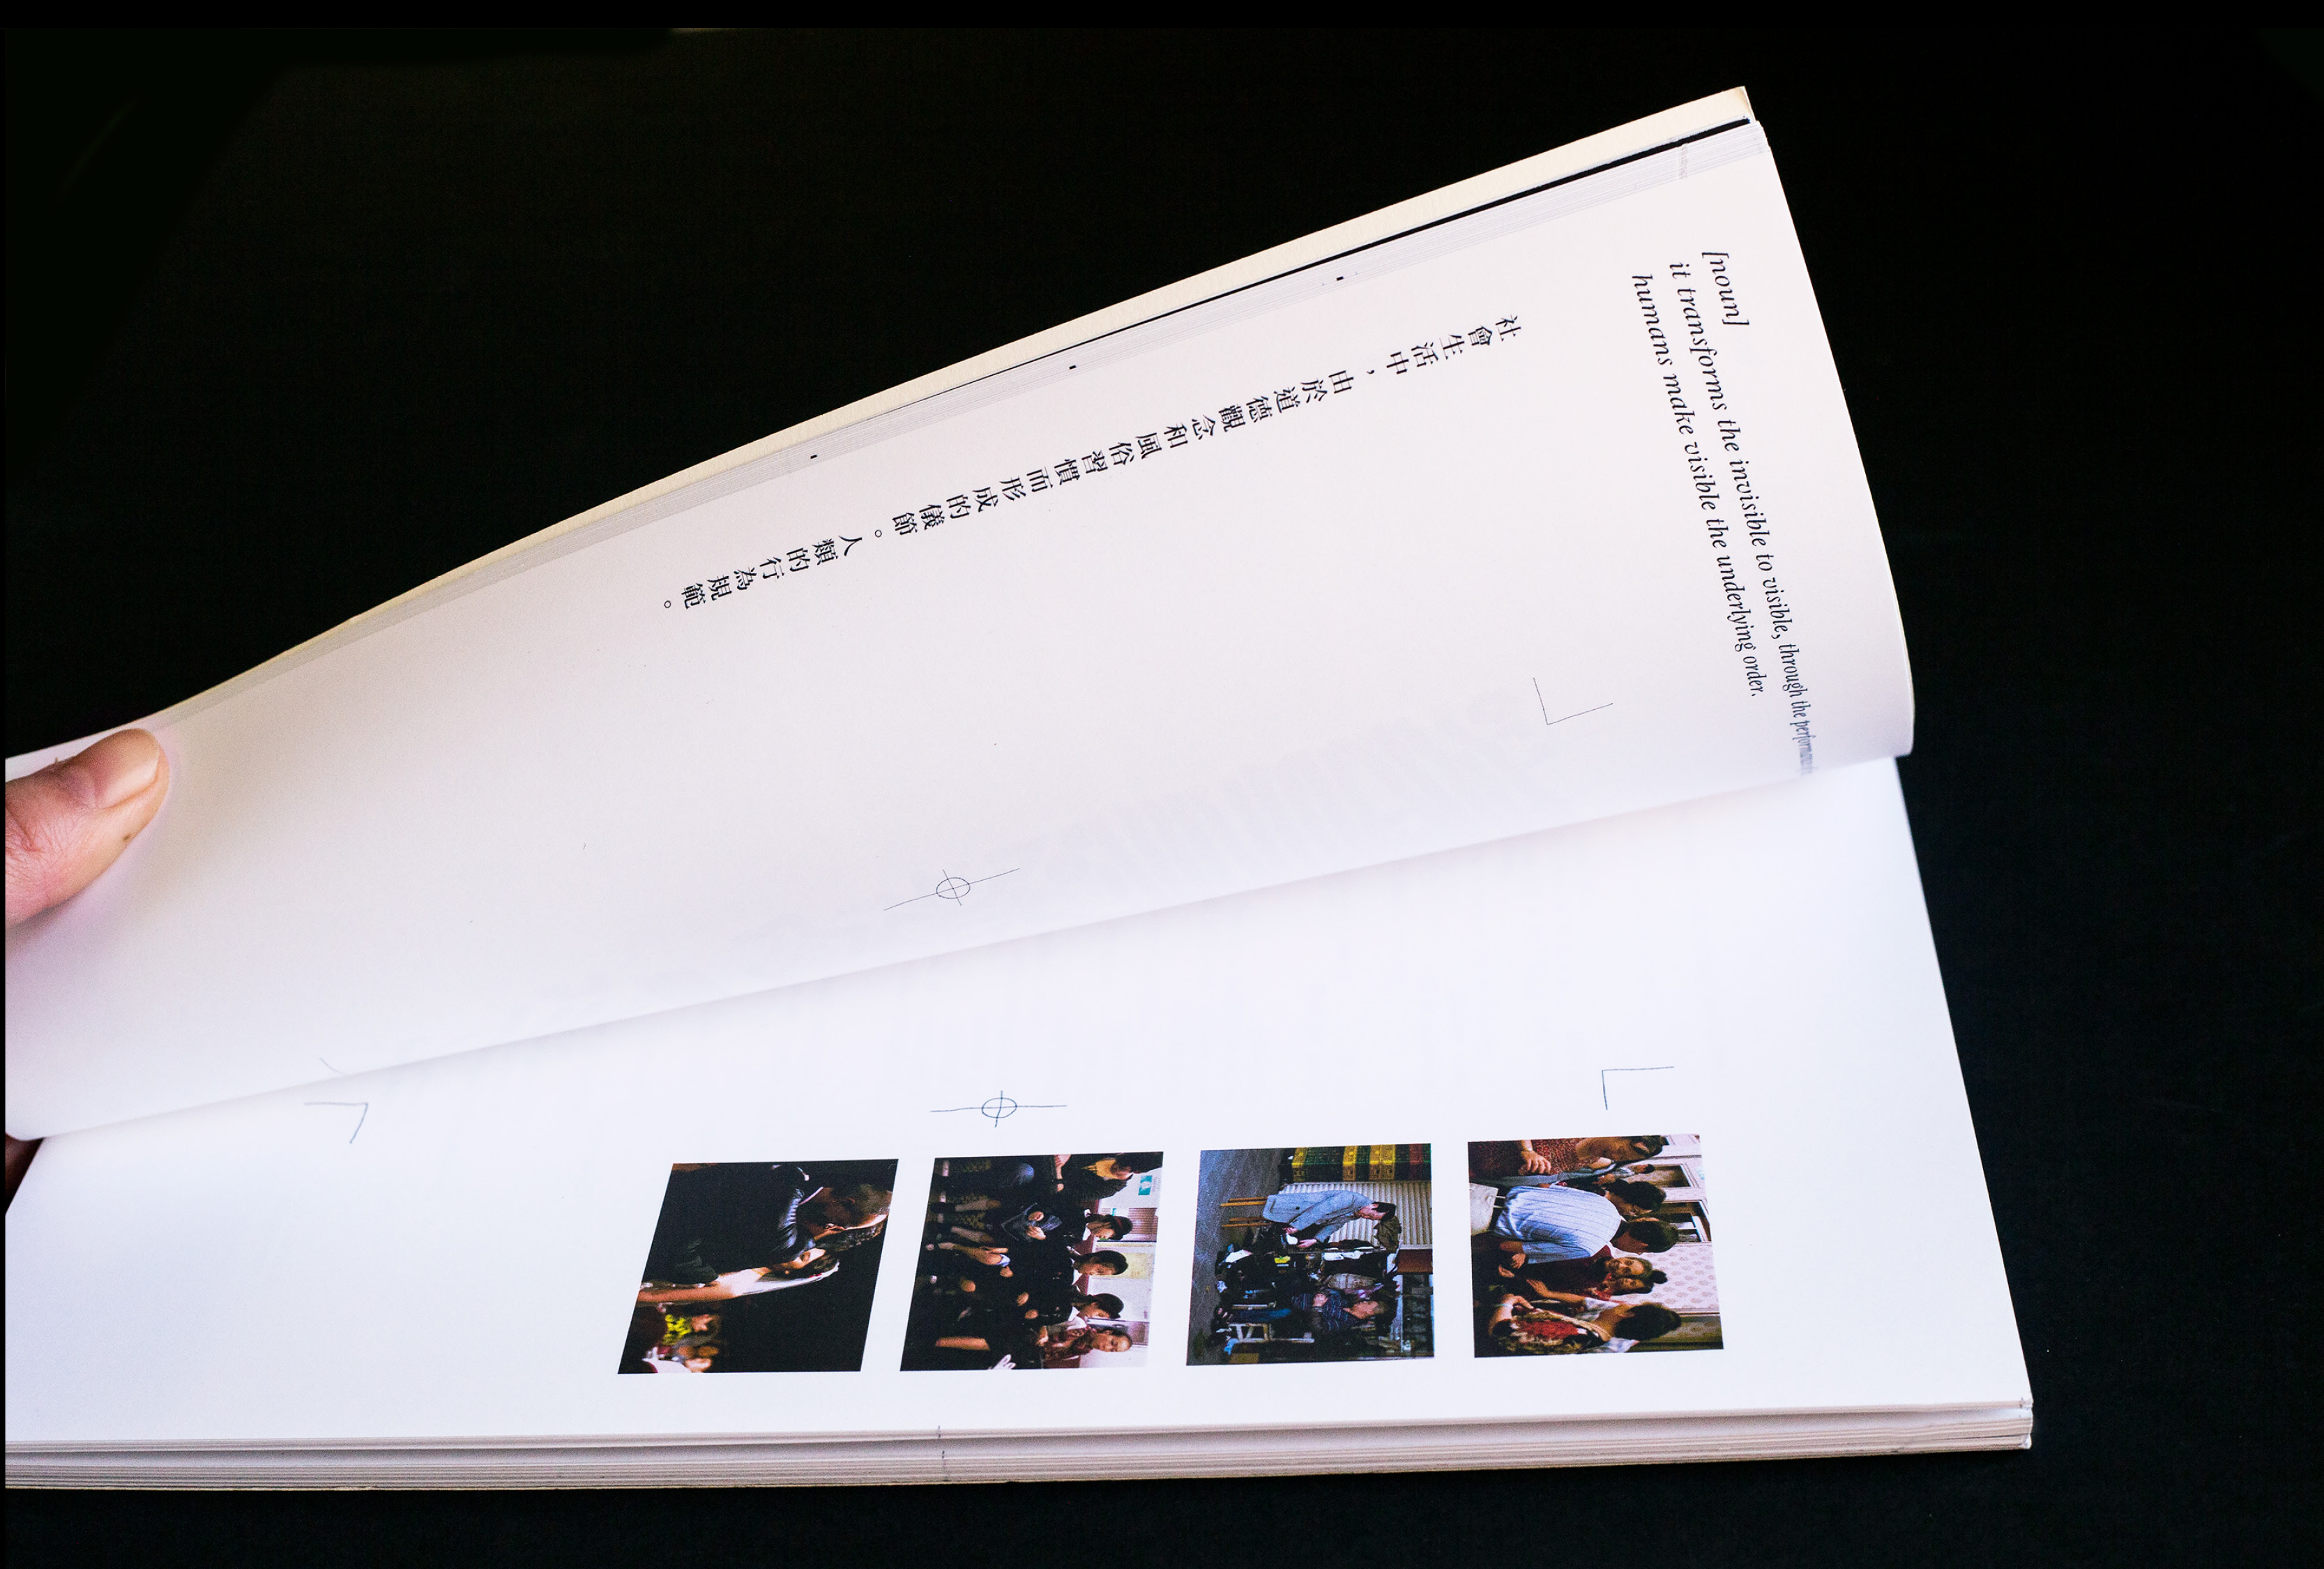 [noun]
it transforms the invisible to visible, through the performance
humans make visible the underlying order.
社會生活中，由於道德觀念和風俗習慣而形成的儀節。人類的行為規範。